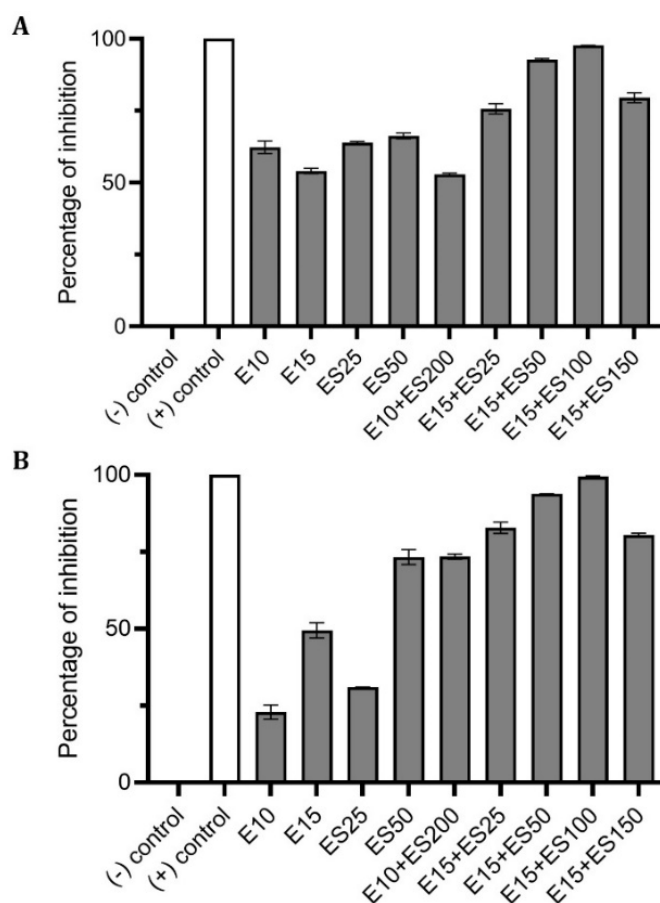 A
Percentage of inhibition
100
50
0
(-) control
(+) control
E10
E15
ES25
ES50
E10+ES200
E15+ES25
E15+ES50
E15+ES100
E15+ES150
B
Percentage of inhibition
100
50
0
(-) control
(+) control
E10
E15
ES25
ES50
E10+ES200
E15+ES25
E15+ES50
E15+ES100
E15+ES150